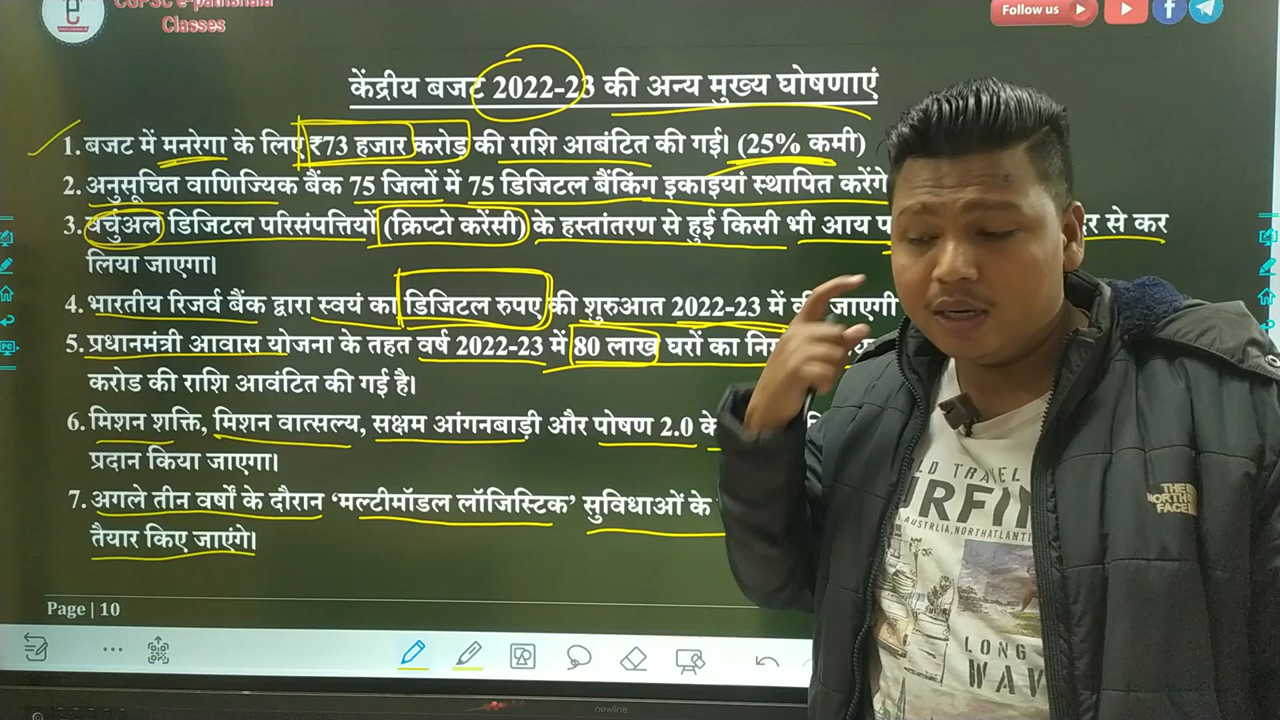 CGPSC e-pathshala
Classes
Follow us
केंद्रीय बजट 2022-23 की अन्य मुख्य घोषणाएं
1. बजट में मनरेगा के लिए ₹73 हजार करोड़ की राशि आबंटित की गई। (25% कमी)
2. अनुसूचित वाणिज्यिक बैंक 75 जिलों में 75 डिजिटल बैंकिंग इकाइयां स्थापित करेंगे
3. वर्चुअल डिजिटल परिसंपत्तियों (क्रिप्टो करेंसी) के हस्तांतरण से हुई किसी भी आय से कर
लिया जाएगा।
4. भारतीय रिजर्व बैंक द्वारा स्वयं का डिजिटल रुपए की शुरुआत 2022-23 में जाएगी
5. प्रधानमंत्री आवास योजना के तहत वर्ष 2022-23 में 80 लाख घरों का
करोड की राशि आवंटित की गई है।
6. मिशन शक्ति, मिशन वात्सल्य, सक्षम आंगनबाड़ी और पोषण 2.0 के
प्रदान किया जाएगा।
7. अगले तीन वर्षों के दौरान ‘मल्टीमॉडल लॉजिस्टिक’ सुविधाओं के
तैयार किए जाएंगे।
Page | 10
newline
THE
NORTH
FACE
LD TRAVEL
URFIN
AUSTRLIA, NORTHATLANTI
LONG
WAV